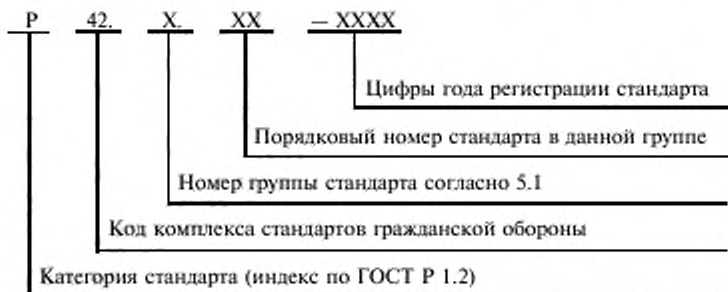 Р 42. X. XX – XXXX
Цифры года регистрации стандарта
Порядковый номер стандарта в данной группе
Номер группы стандарта согласно 5.1
Код комплекса стандартов гражданской обороны
Категория стандарта (индекс по ГОСТ Р 1.2)